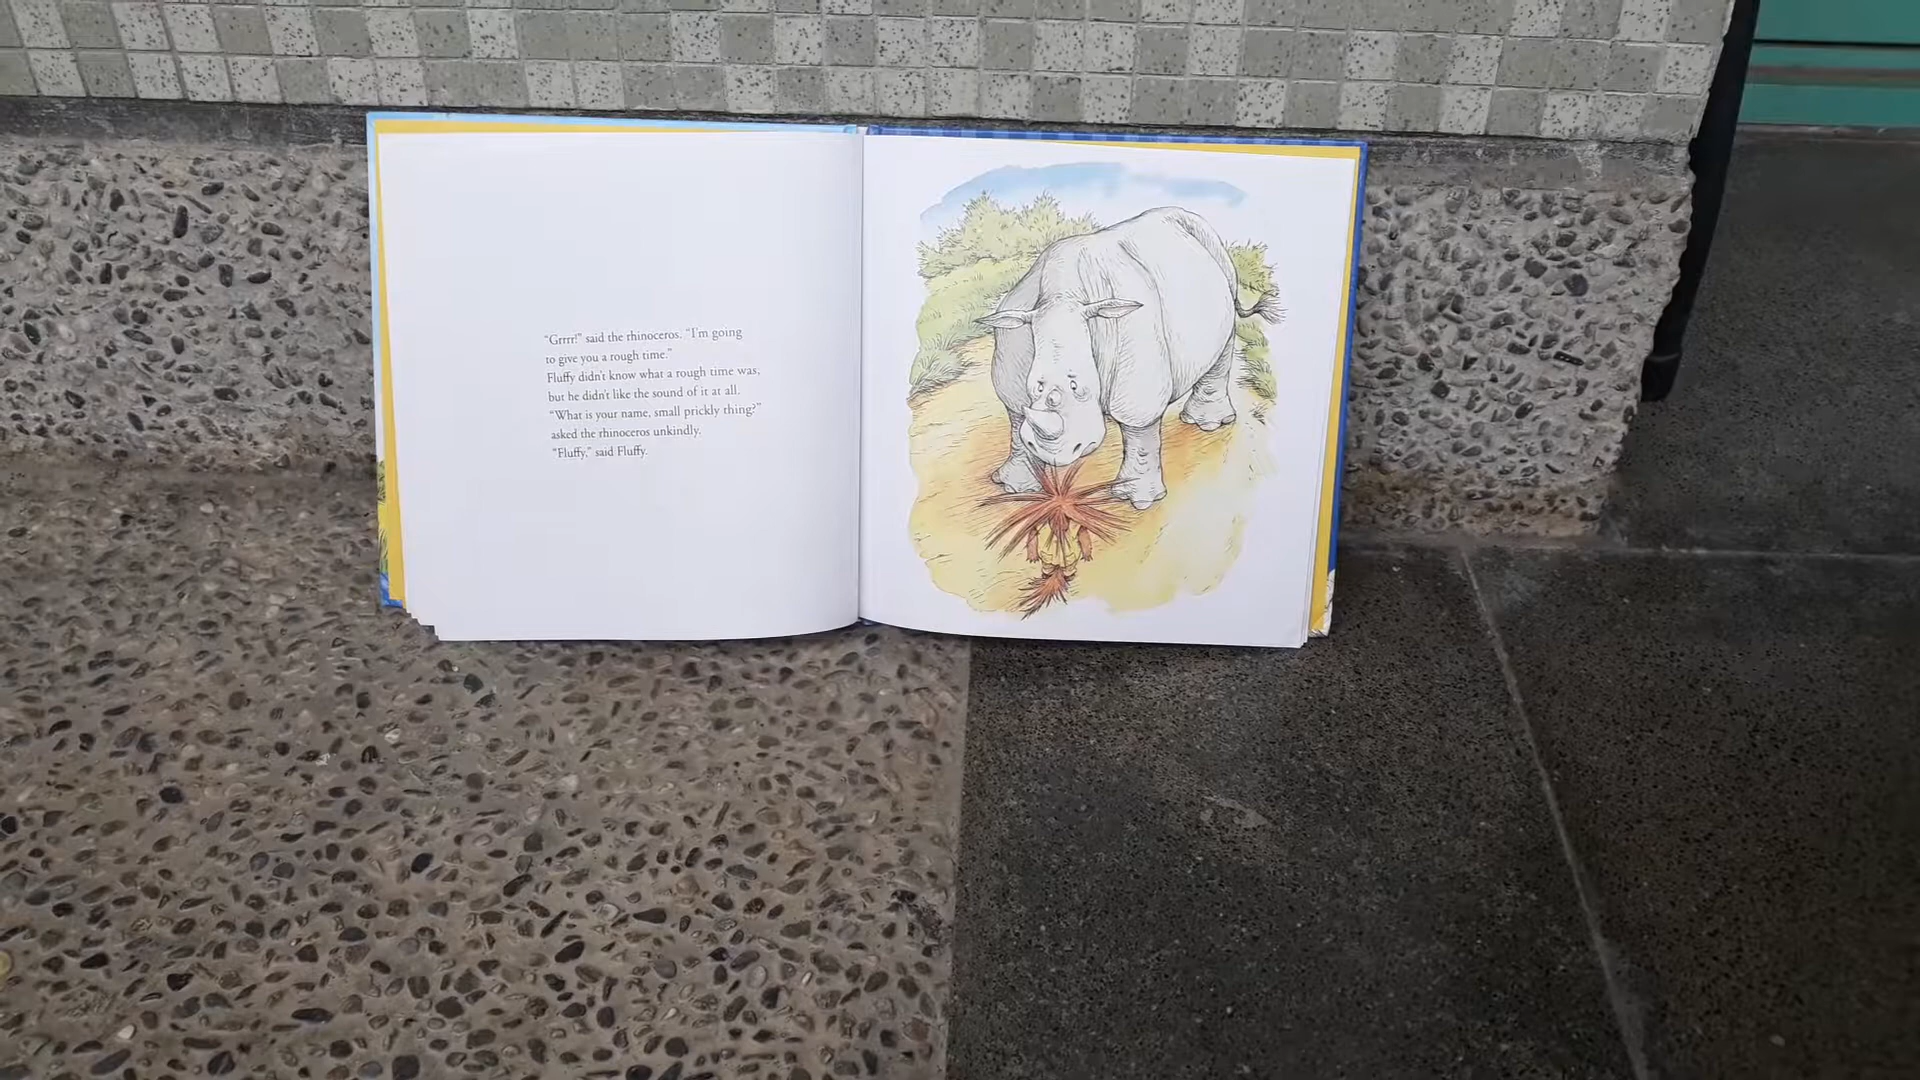 “Grrrr!” said the rhinoceros. “I'm going
to give you a rough time.”
Fluffy didn't know what a rough time was,
but he didn't like the sound of it at all.
“What is your name, small prickly thing?”
asked the rhinoceros unkindly.
“Fluffy,” said Fluffy.